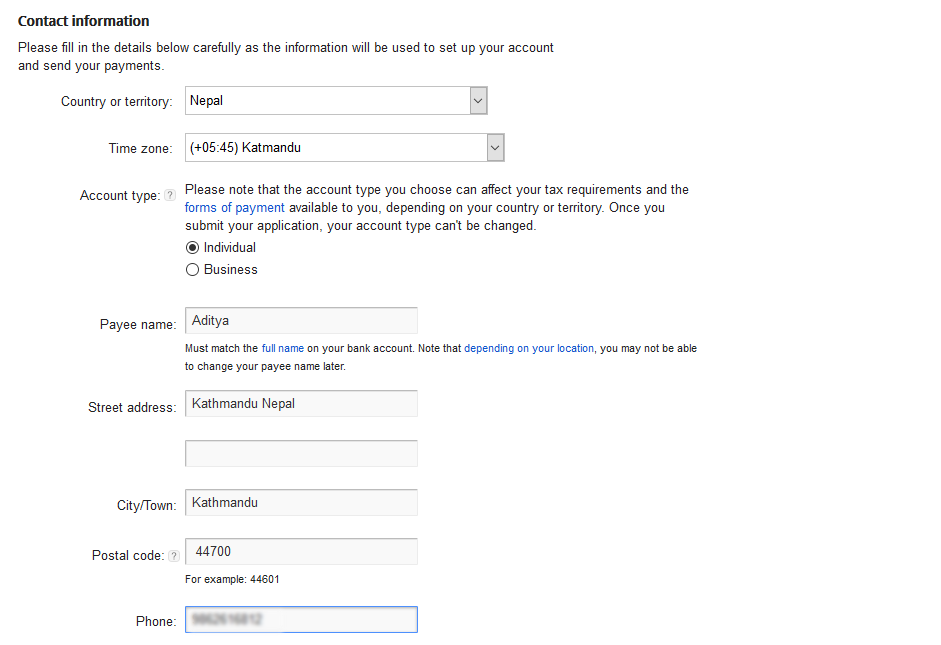 Contact information
Please fill in the details below carefully as the information will be used to set up your account
and send your payments.
Country or territory: Nepal
Time zone: (+05:45) Katmandu
Account type: ? Please note that the account type you choose can affect your tax requirements and the
forms of payment available to you, depending on your country or territory. Once you
submit your application, your account type can't be changed.
Individual
Business
Payee name: Aditya
Must match the full name on your bank account. Note that depending on your location, you may not be able
to change your payee name later.
Street address: Kathmandu Nepal
City/Town: Kathmandu
Postal code: ? 44700
For example: 44601
Phone: